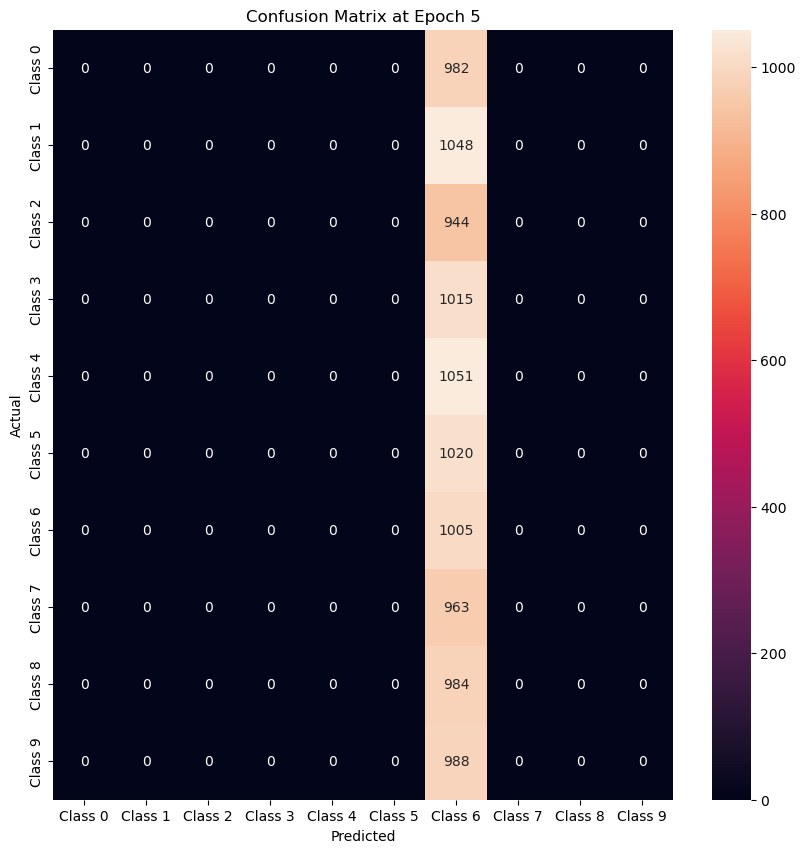 Confusion Matrix at Epoch 5
Class 0 0 0 0 0 0 0 982 0 0 0
Class 1 0 0 0 0 0 0 1048 0 0 0
Class 2 0 0 0 0 0 0 944 0 0 0
Class 3 0 0 0 0 0 0 1015 0 0 0
Class 4 0 0 0 0 0 0 1051 0 0 0
Class 5 0 0 0 0 0 0 1020 0 0 0
Class 6 0 0 0 0 0 0 1005 0 0 0
Class 7 0 0 0 0 0 0 963 0 0 0
Class 8 0 0 0 0 0 0 984 0 0 0
Class 9 0 0 0 0 0 0 988 0 0 0
Class 0 Class 1 Class 2 Class 3 Class 4 Class 5 Class 6 Class 7 Class 8 Class 9
Predicted
Actual
1000
800
600
400
200
0